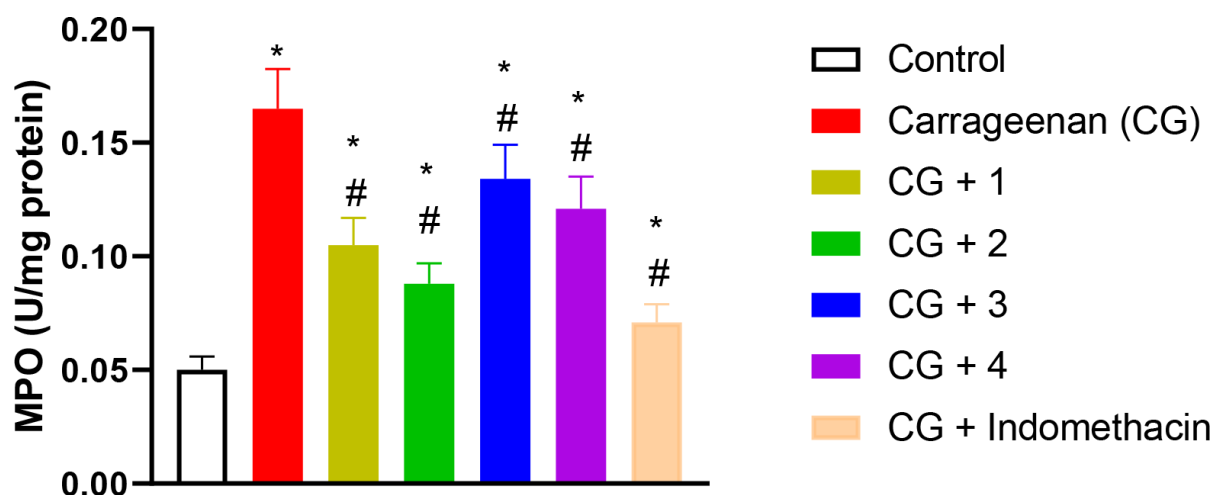 MPO (U/mg protein)
0.20
0.15
0.10
0.05
0.00
*
*
#
*
#
*
#
*
#
*
#
Control
Carrageenan (CG)
CG + 1
CG + 2
CG + 3
CG + 4
CG + Indomethacin